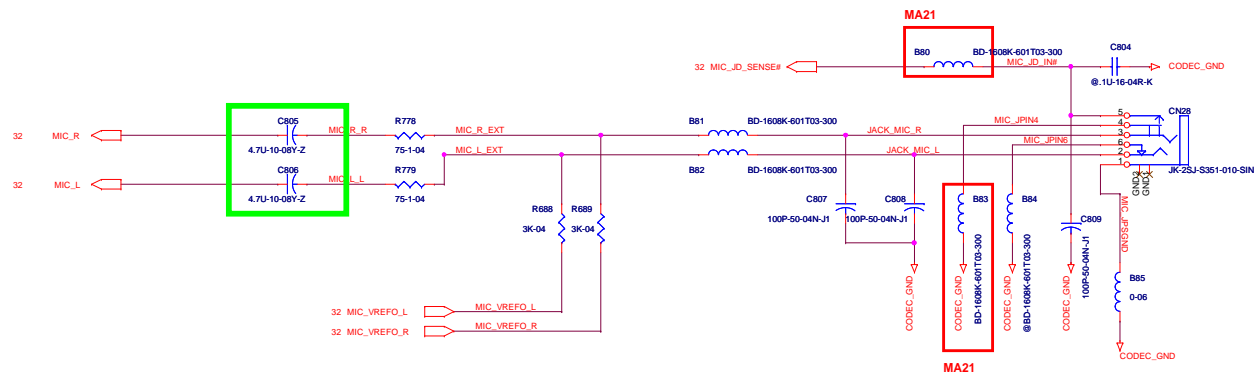 MA21
B80
BD-1608K-601T03-300
C804
32 MIC_JD_SENSE#
MIC_JD_IN#
CODEC_GND
@.1U-16-04R-K
CN28
C805
R778
B81
BD-1608K-601T03-300
MIC_JPIN4
5
4
3
6
2
1
32 MIC_R
MIC_R_R
MIC_R_EXT
JACK_MIC_R
MIC_JPIN6
4.7U-10-08Y-Z
75-1-04
C806
R779
MIC_L_EXT
JACK_MIC_L
32 MIC_L
MIC_L_L
B82
BD-1608K-601T03-300
JK-2SJ-S351-010-SIN
4.7U-10-08Y-Z
75-1-04
C807
C808
B83
B84
R688
R689
100P-50-04N-J1
100P-50-04N-J1
C809
3K-04
3K-04
MIC_JPSGND
100P-50-04N-J1
B85
0-06
CODEC_GND
CODEC_GND
BD-1608K-601T03-300
CODEC_GND
@BD-1608K-601T03-300
CODEC_GND
32 MIC_VREFO_L
MIC_VREFO_L
32 MIC_VREFO_R
MIC_VREFO_R
CODEC_GND
MA21